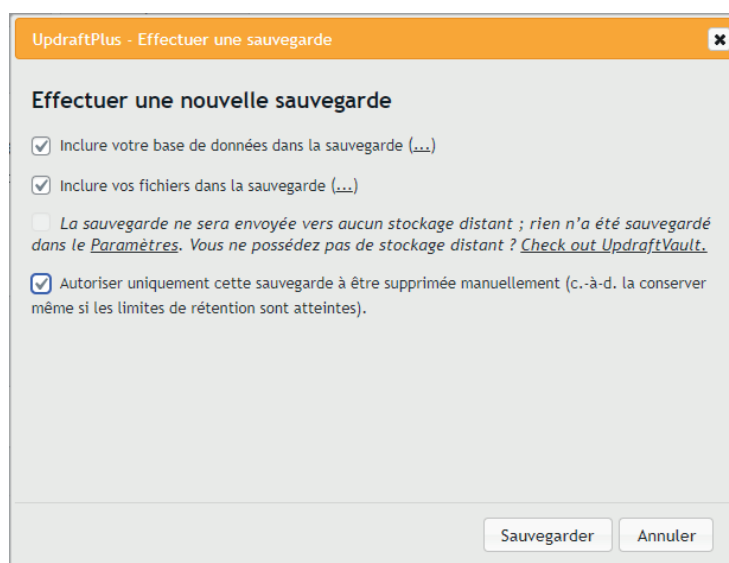 UpdraftPlus - Effectuer une sauvegarde
Effectuer une nouvelle sauvegarde
Inclure votre base de données dans la sauvegarde (...)
Inclure vos fichiers dans la sauvegarde (...)
La sauvegarde ne sera envoyée vers aucun stockage distant ; rien n’a été sauvegardé
dans le Paramètres. Vous ne possédez pas de stockage distant ? Check out UpdraftVault.
Autoriser uniquement cette sauvegarde à être supprimée manuellement (c.-à-d. la conserver
même si les limites de rétention sont atteintes).
Sauvegarder
Annuler